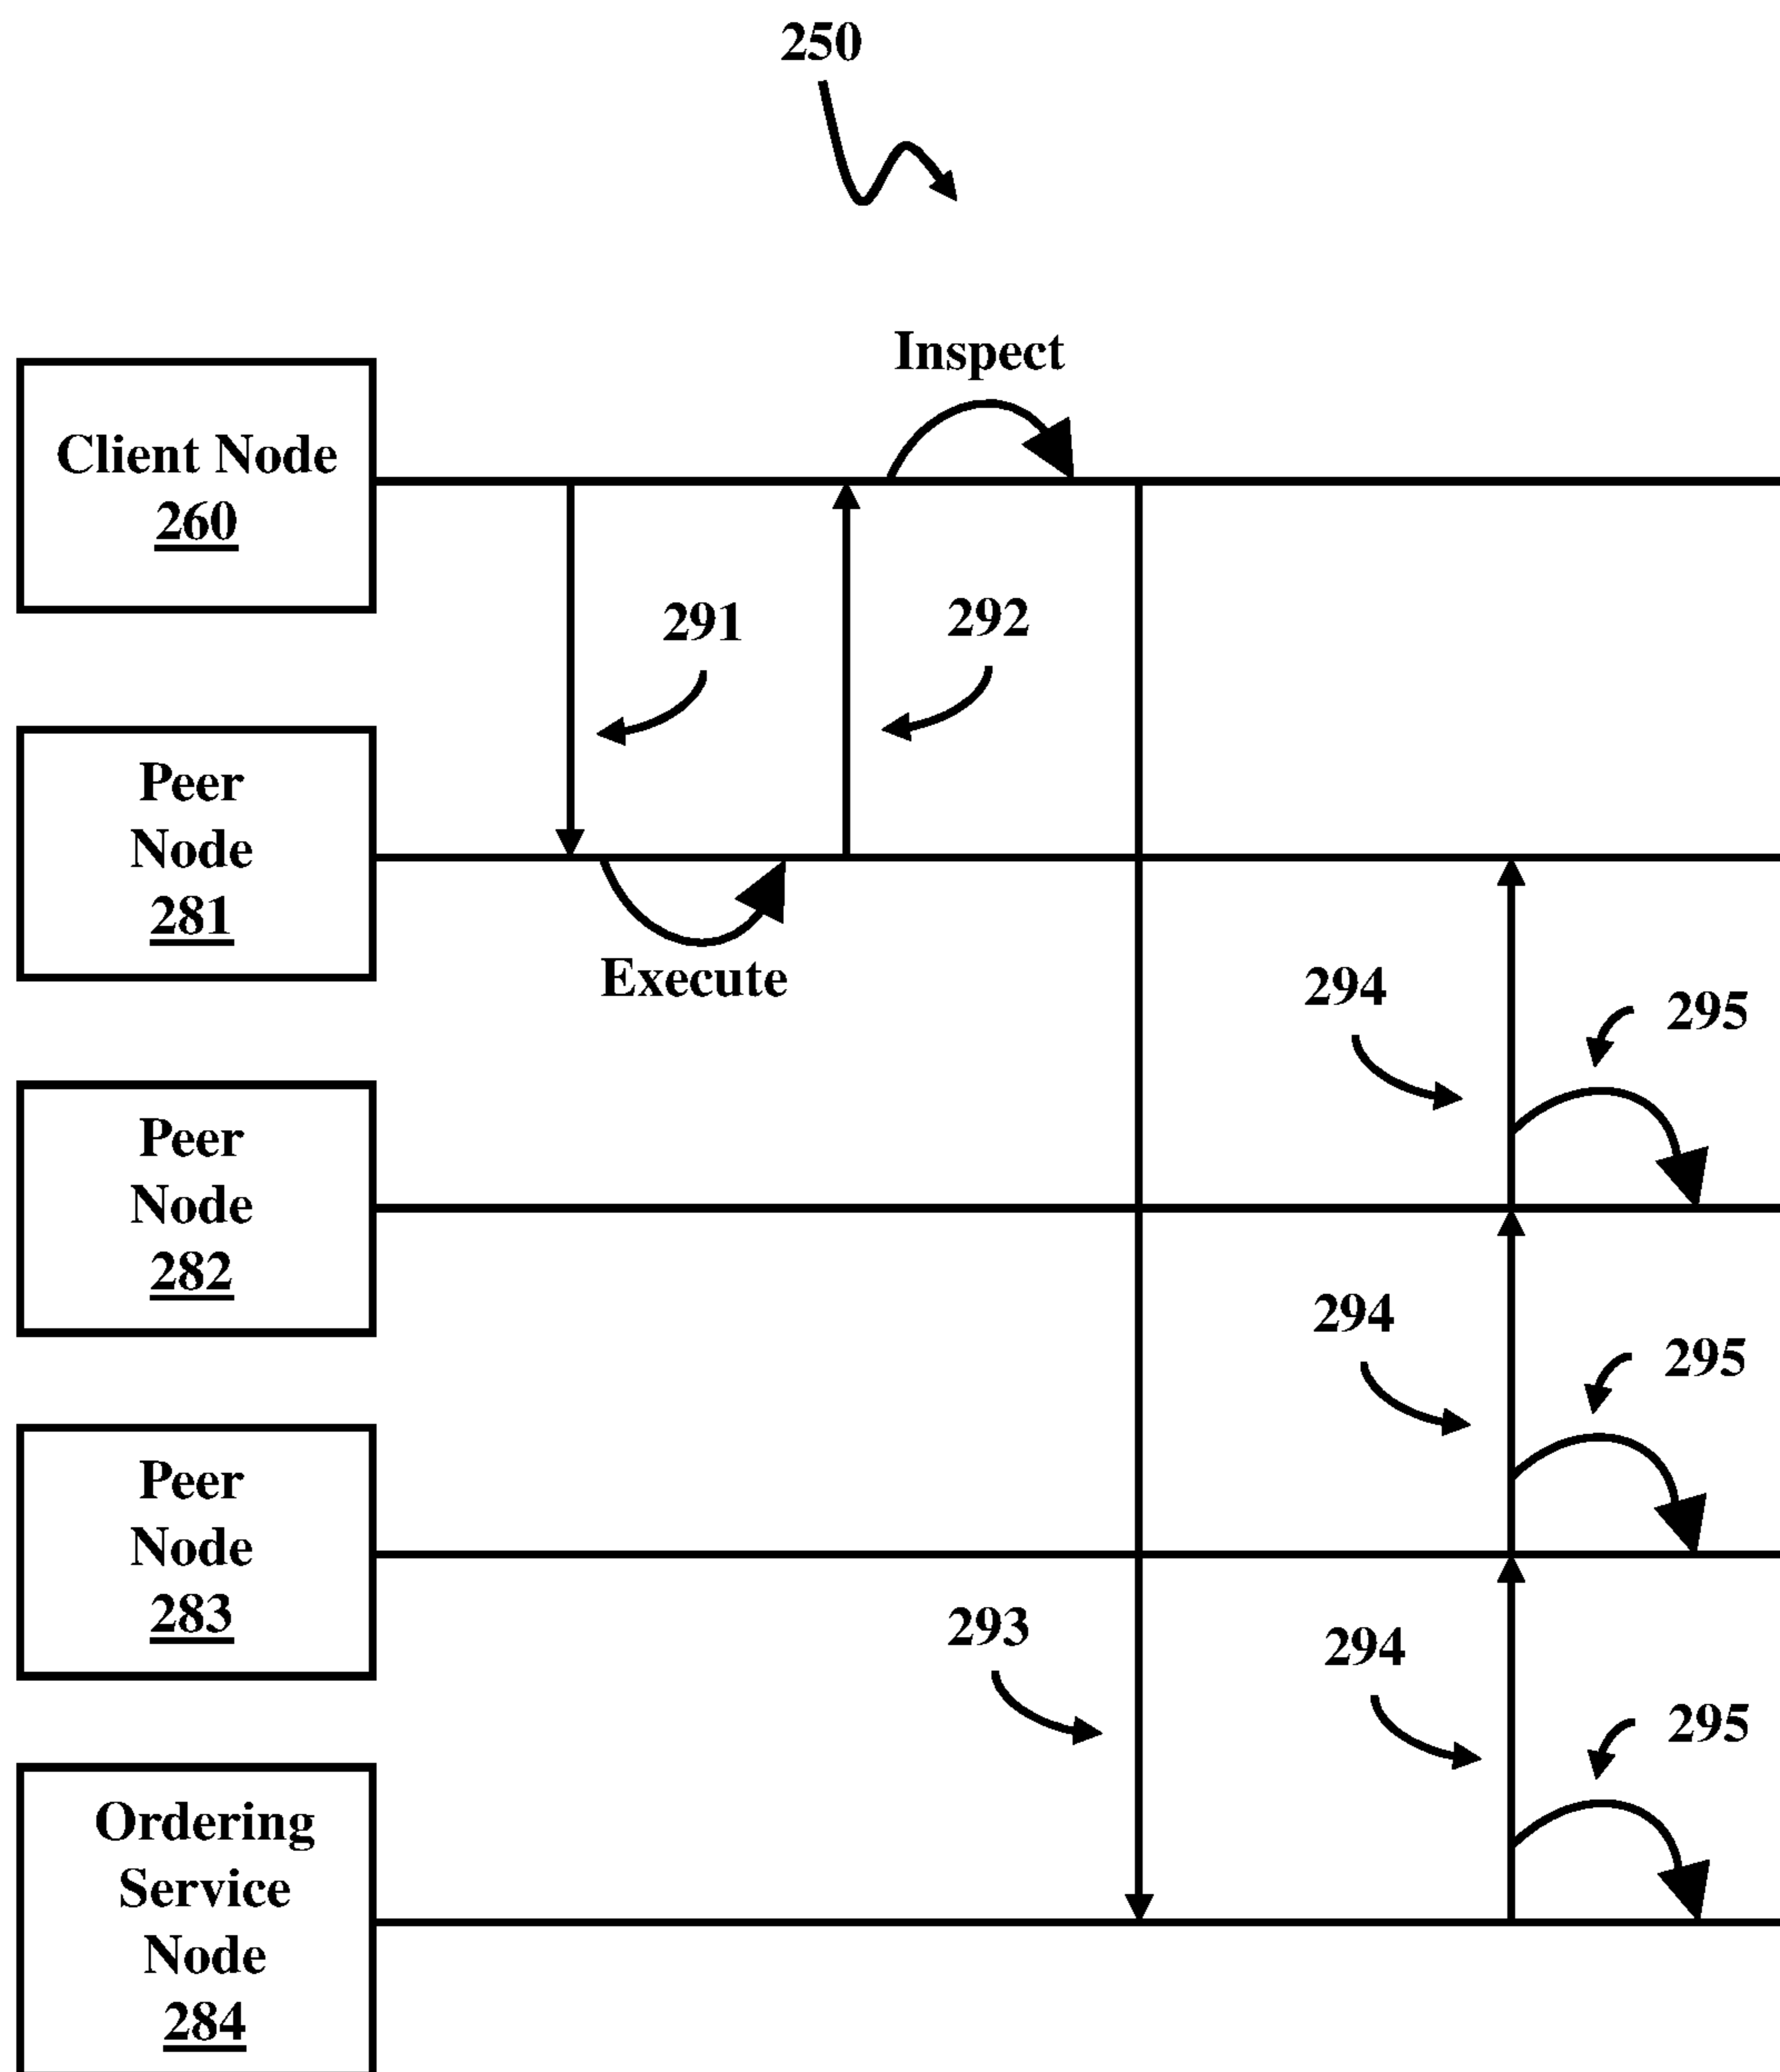 250
Inspect
Client Node
260
291
292
Peer
Node
281
Execute
294
295
Peer
Node
282
294
295
Peer
Node
283
293
294
295
Ordering
Service
Node
284